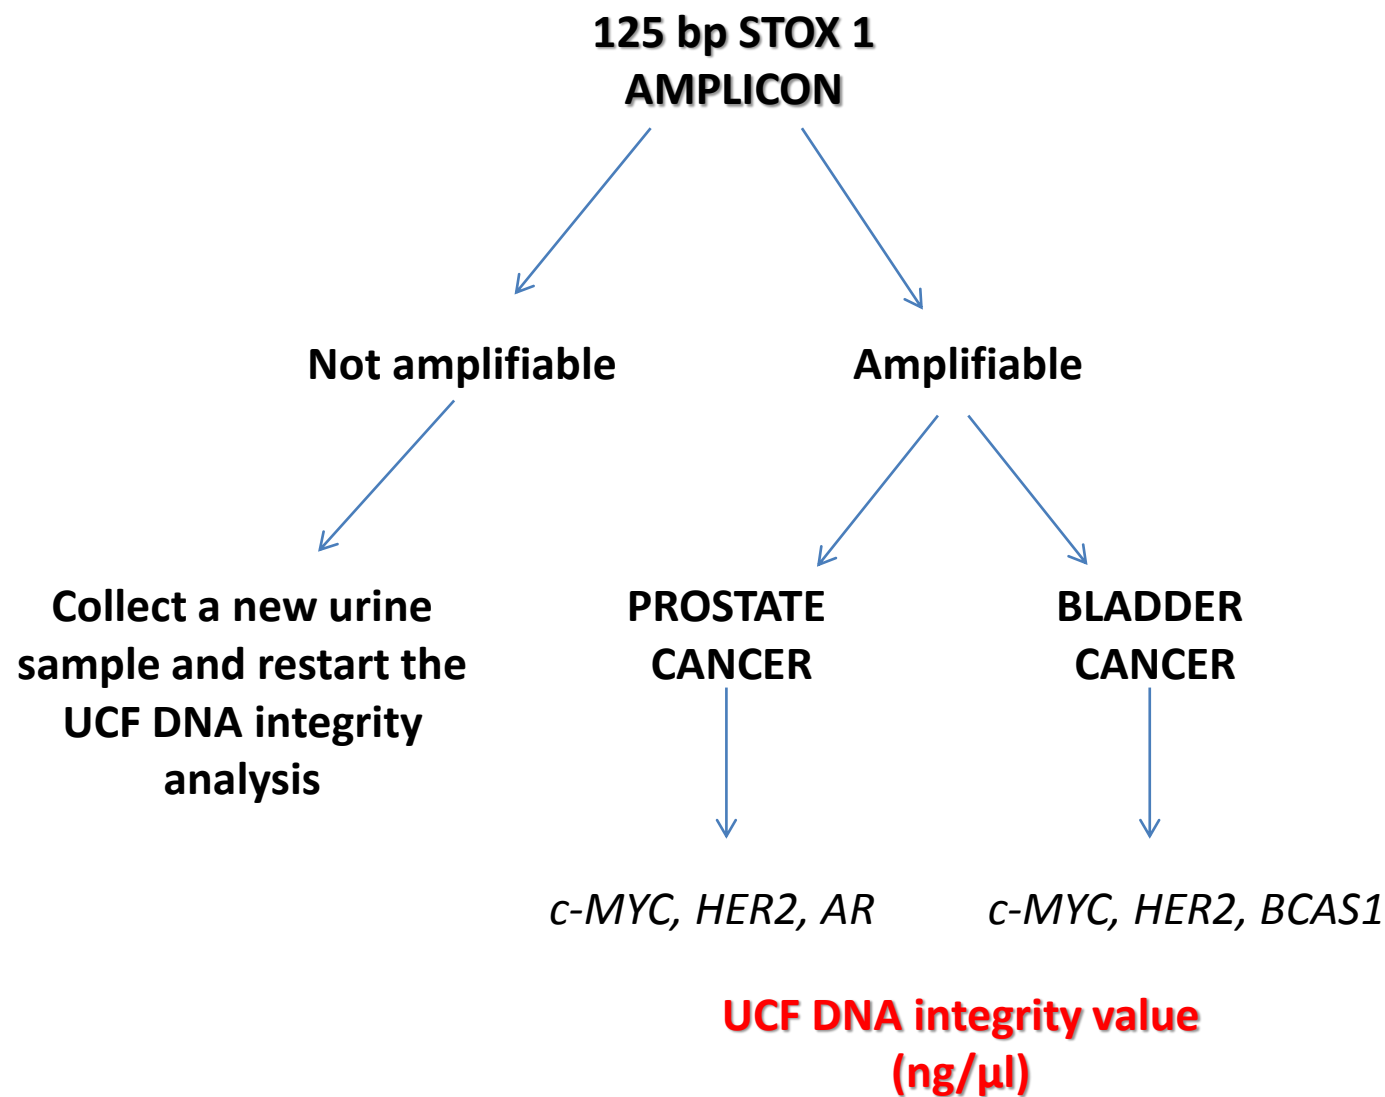 125 bp STOX 1
AMPLICON
Not amplifiable
Amplifiable
Collect a new urine
sample and restart the
UCF DNA integrity
analysis
PROSTATE
CANCER
BLADDER
CANCER
c-MYC, HER2, AR
c-MYC, HER2, BCAS1
UCF DNA integrity value
(ng/µl)